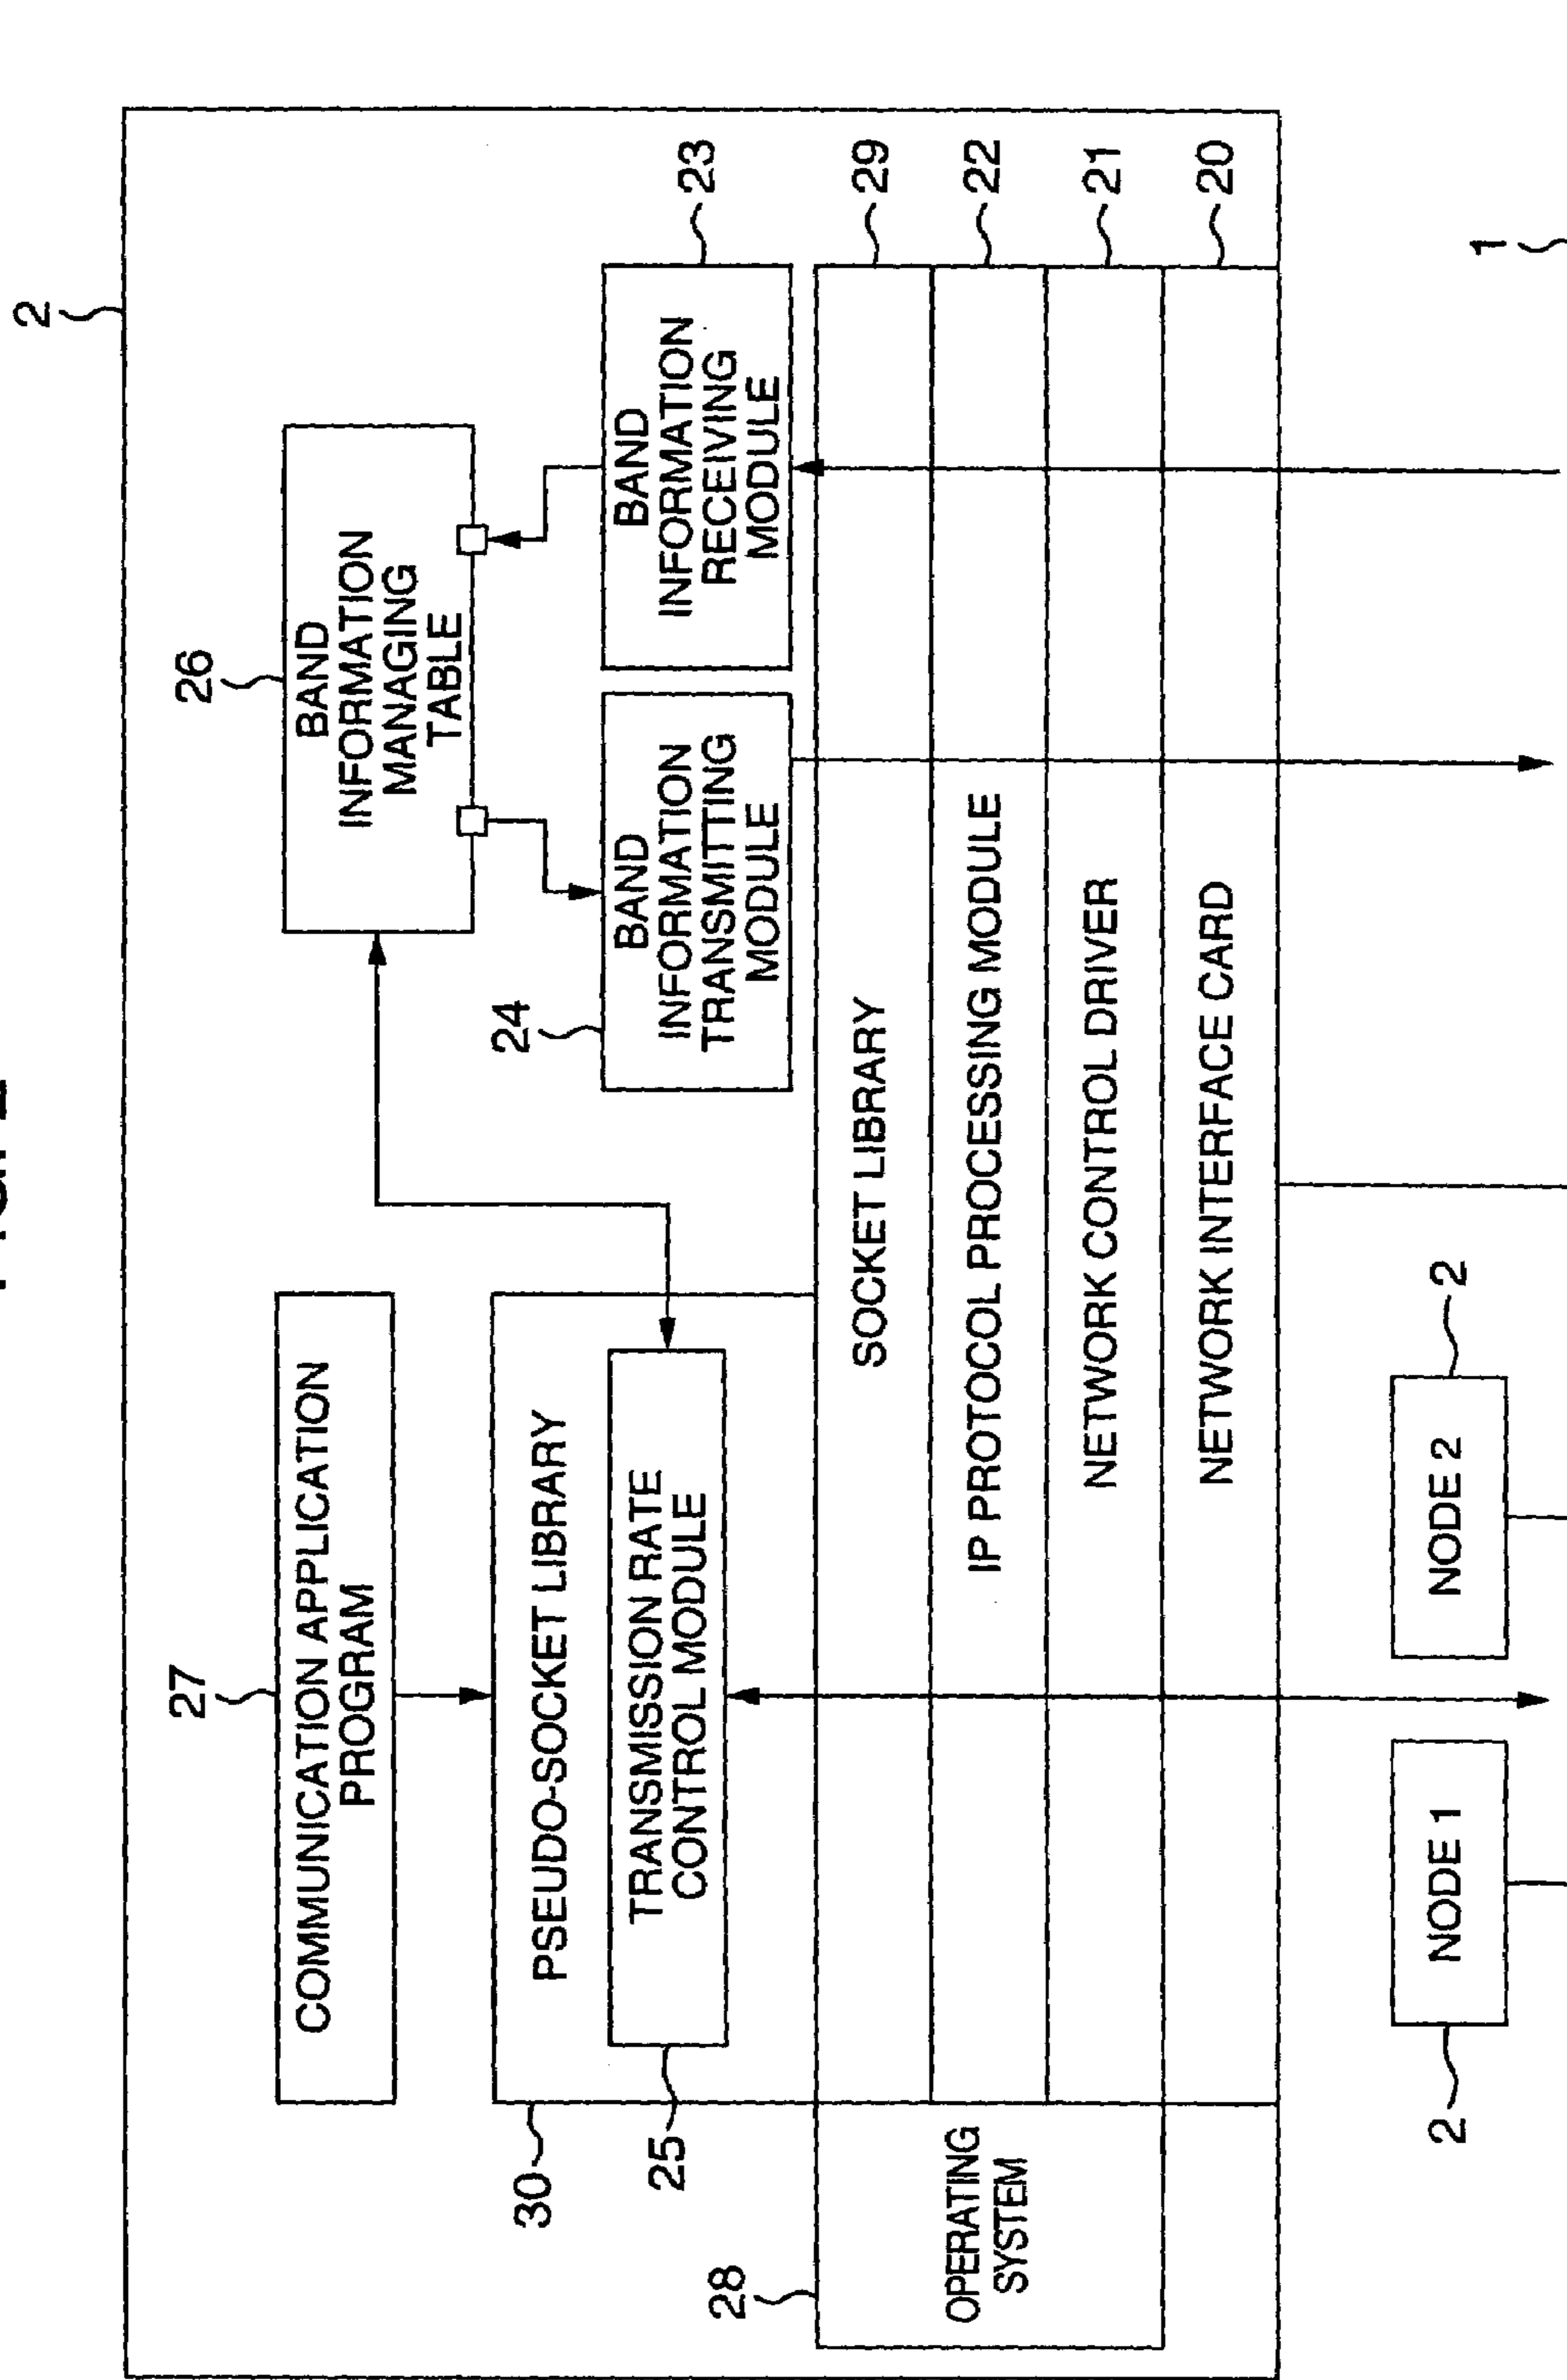 2
27
COMMUNICATION APPLICATION
PROGRAM
26
BAND
INFORMATION
MANAGING
TABLE
30
PSEUDO-SOCKET LIBRARY
25
TRANSMISSION RATE
CONTROL MODULE
24
BAND
INFORMATION
TRANSMITTING
MODULE
BAND
INFORMATION
RECEIVING
MODULE
23
28
OPERATING
SYSTEM
SOCKET LIBRARY
29
IP PROTOCOL PROCESSING MODULE
22
NETWORK CONTROL DRIVER
21
NETWORK INTERFACE CARD
20
2
NODE 1
NODE 2
2
1